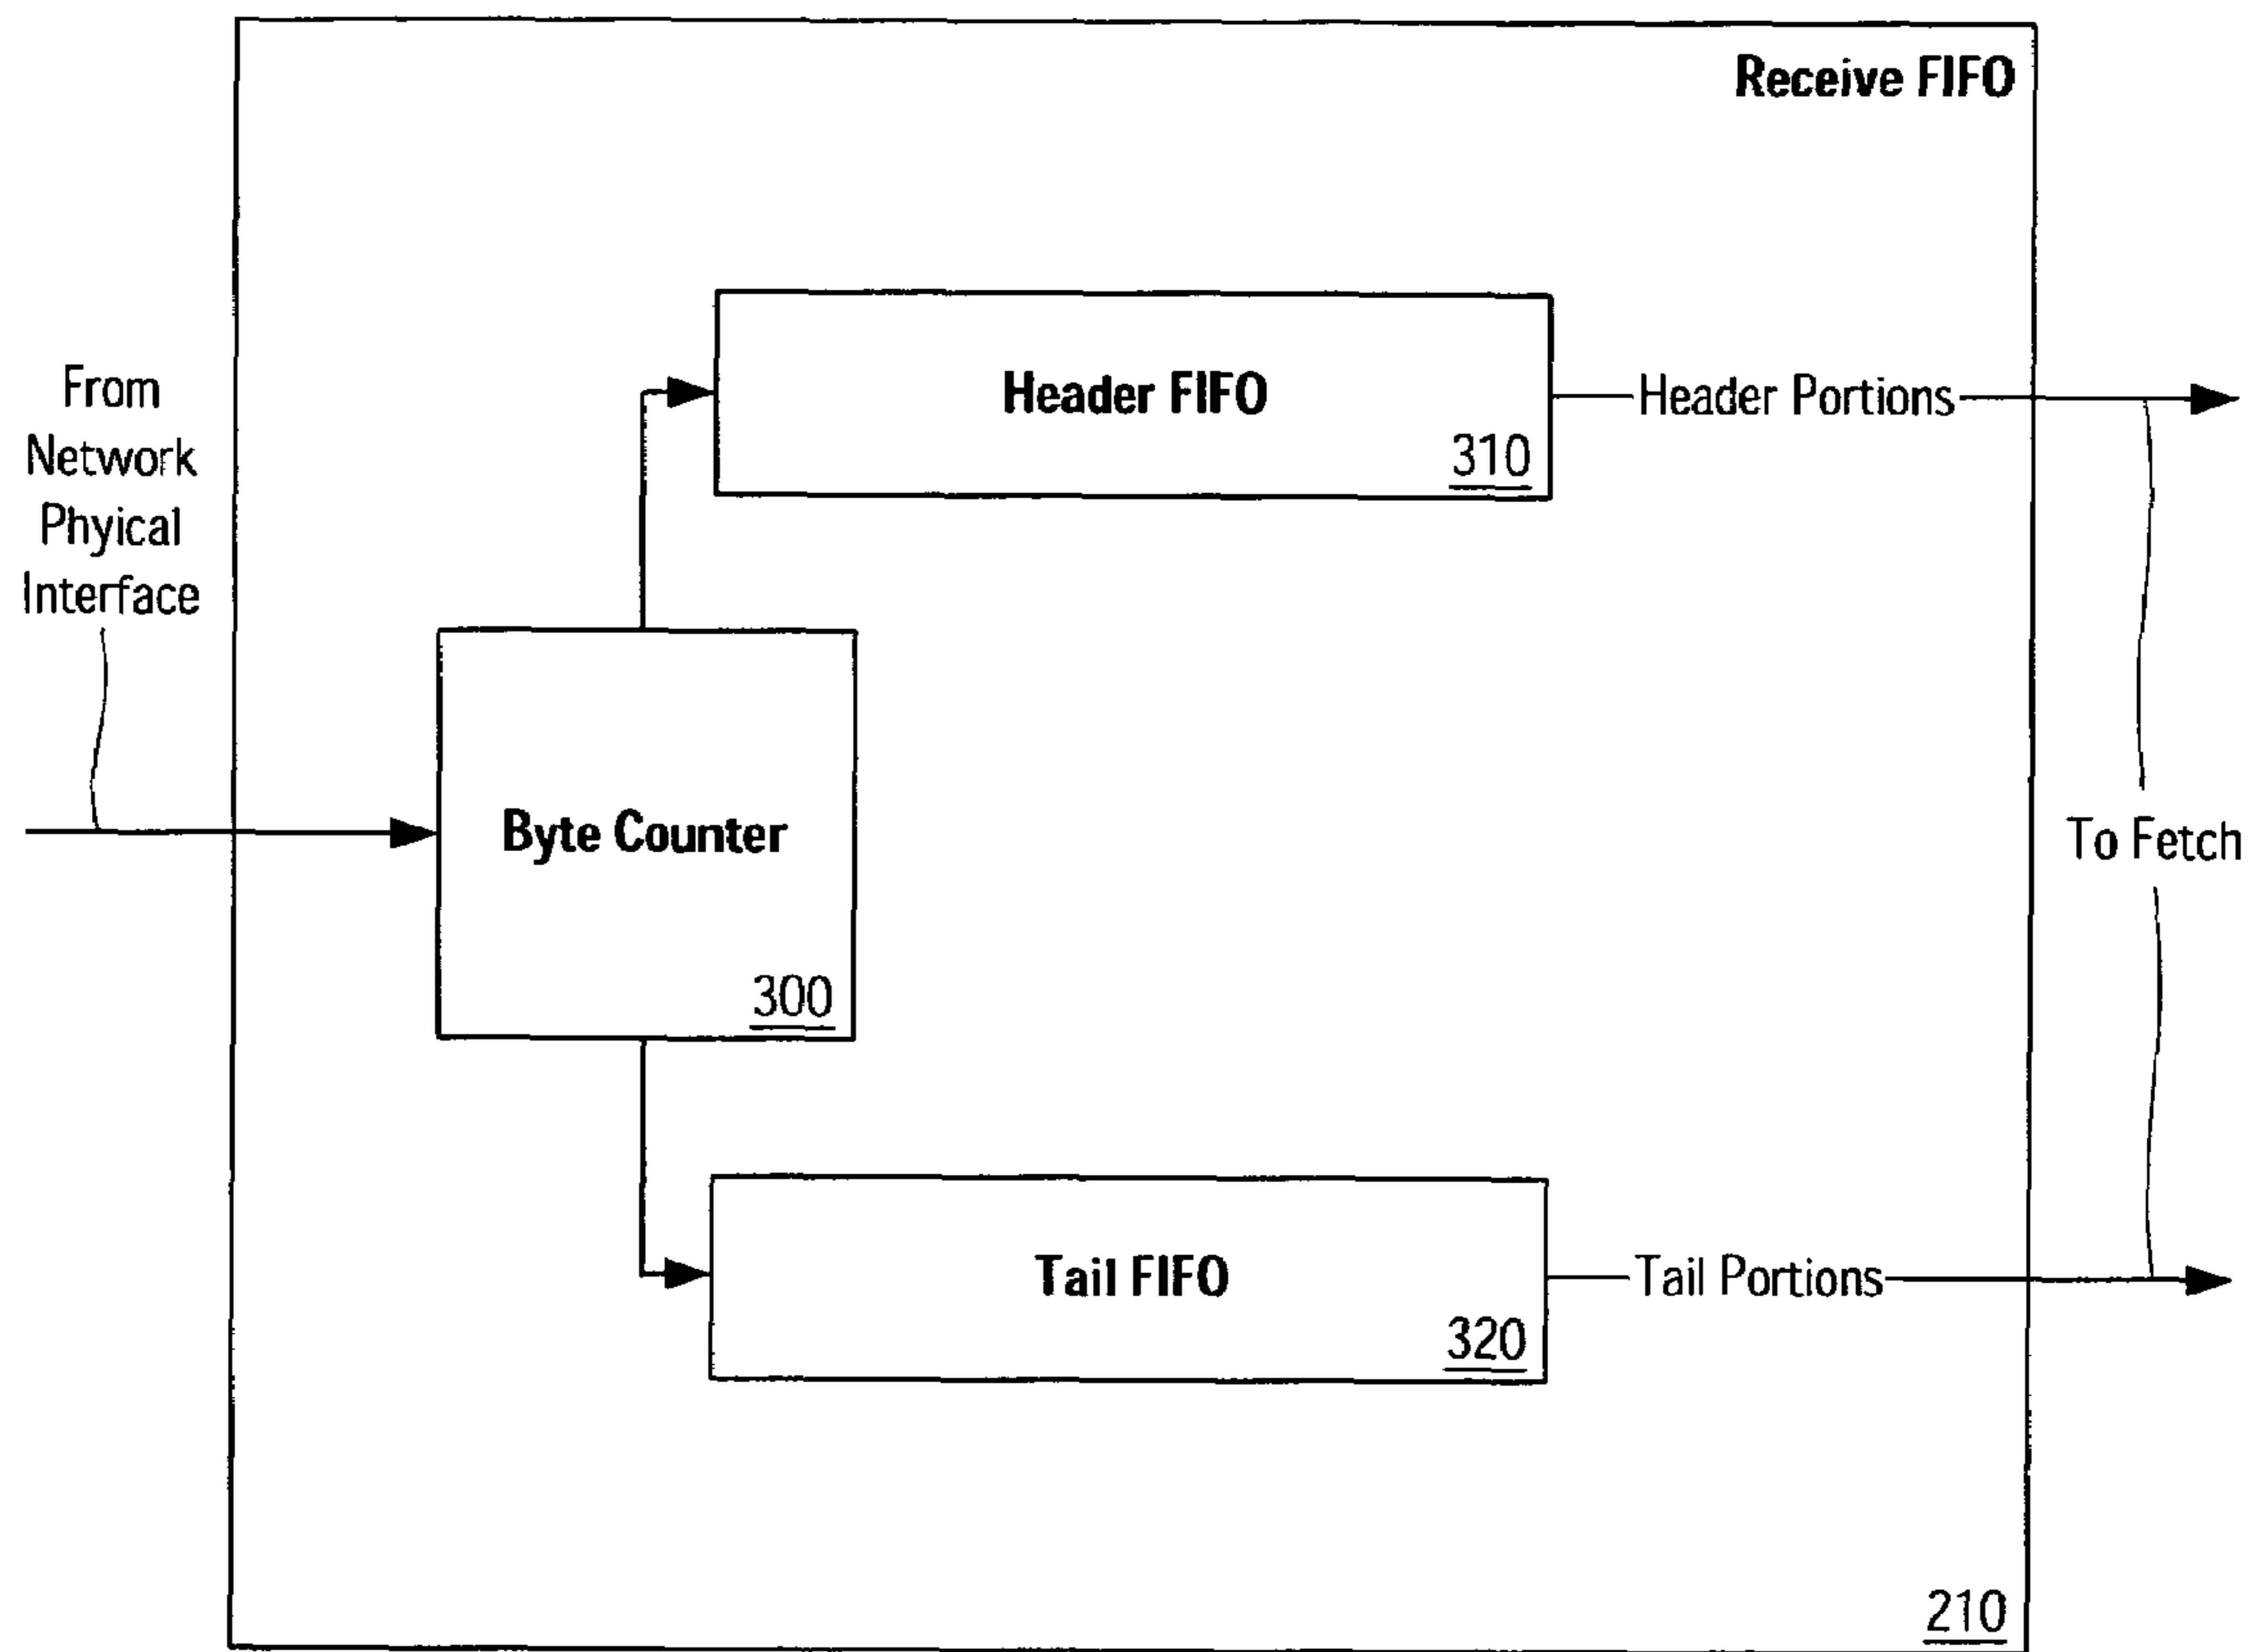 Receive FIFO
From
Network
Phyical
Interface
Header FIFO
310
Header Portions
Byte Counter
300
To Fetch
Tail FIFO
320
Tail Portions
210